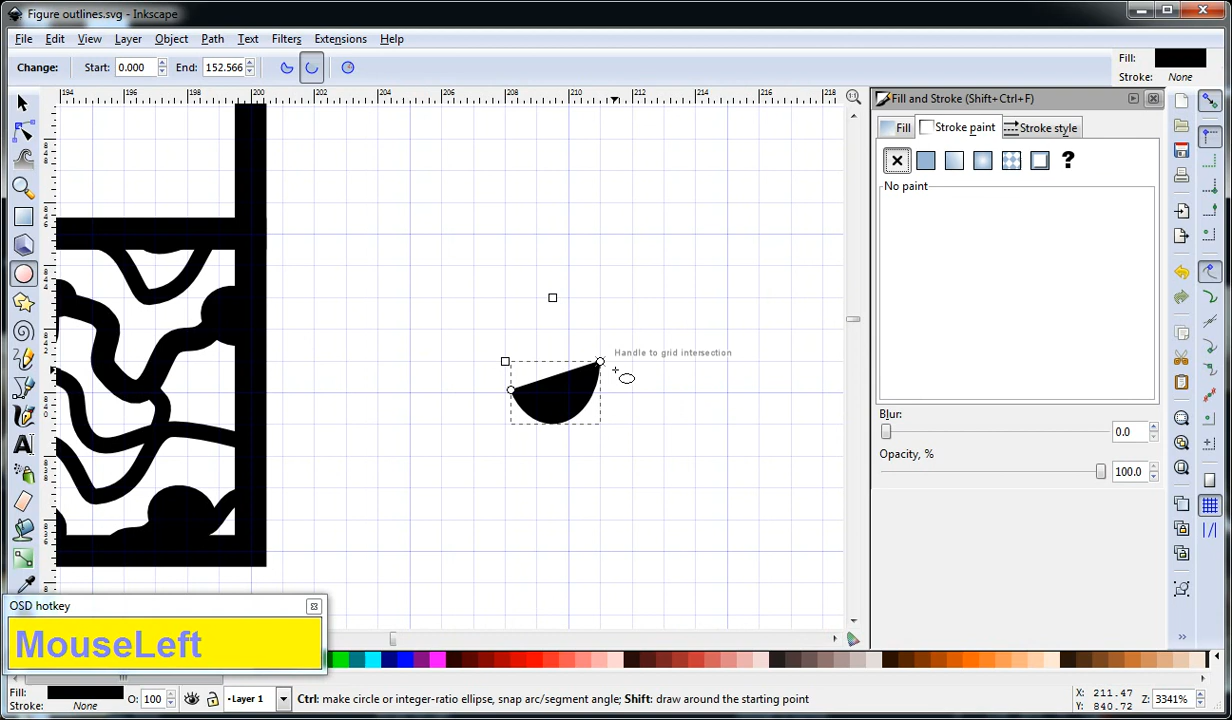 Figure outlines.svg - Inkscape
File Edit View Layer Object Path Text Filters Extensions Help
Change: Start: 0.000 End: 152.566 Fill:
Stroke: None
194 196 198 200 208 210 212 214 216 218
Fill and Stroke (Shift+Ctrl+F)
Fill Stroke paint Stroke style
?
No paint
Handle to grid intersection
Blur:
0.0
Opacity, %
100.0
OSD hotkey
MouseLeft
Fill:
Stroke: None O: 100 Layer 1 Ctrl: make circle or integer-ratio ellipse, snap arc/segment angle; Shift: draw around the starting point X: 211.47
Y: 840.72 Z: 3341%